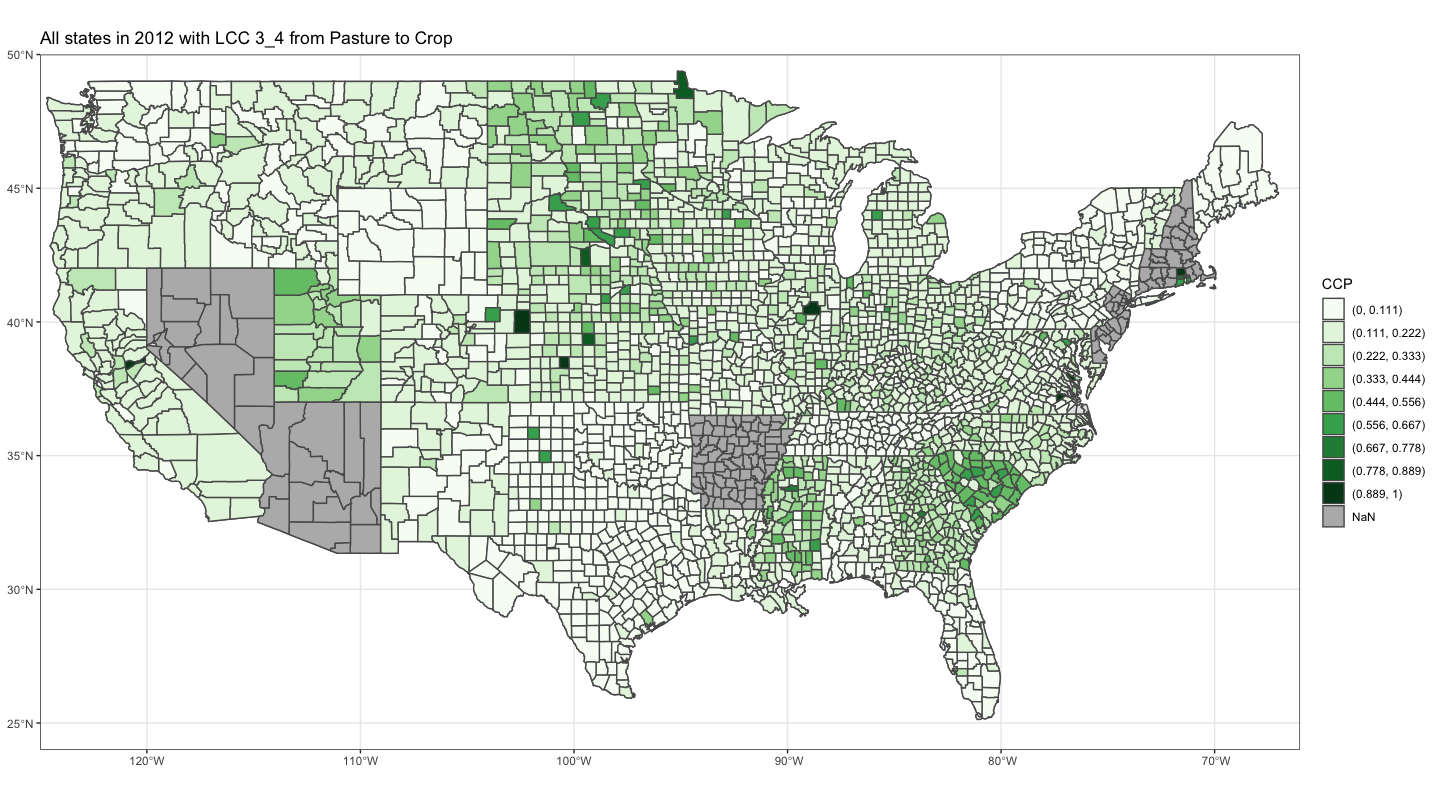 All states in 2012 with LCC 3_4 from Pasture to Crop
50°N
45°N
40°N
35°N
30°N
25°N
120°W
110°W
100°W
90°W
80°W
70°W
CCP
(0, 0.111)
(0.111, 0.222)
(0.222, 0.333)
(0.333, 0.444)
(0.444, 0.556)
(0.556, 0.667)
(0.667, 0.778)
(0.778, 0.889)
(0.889, 1)
NaN